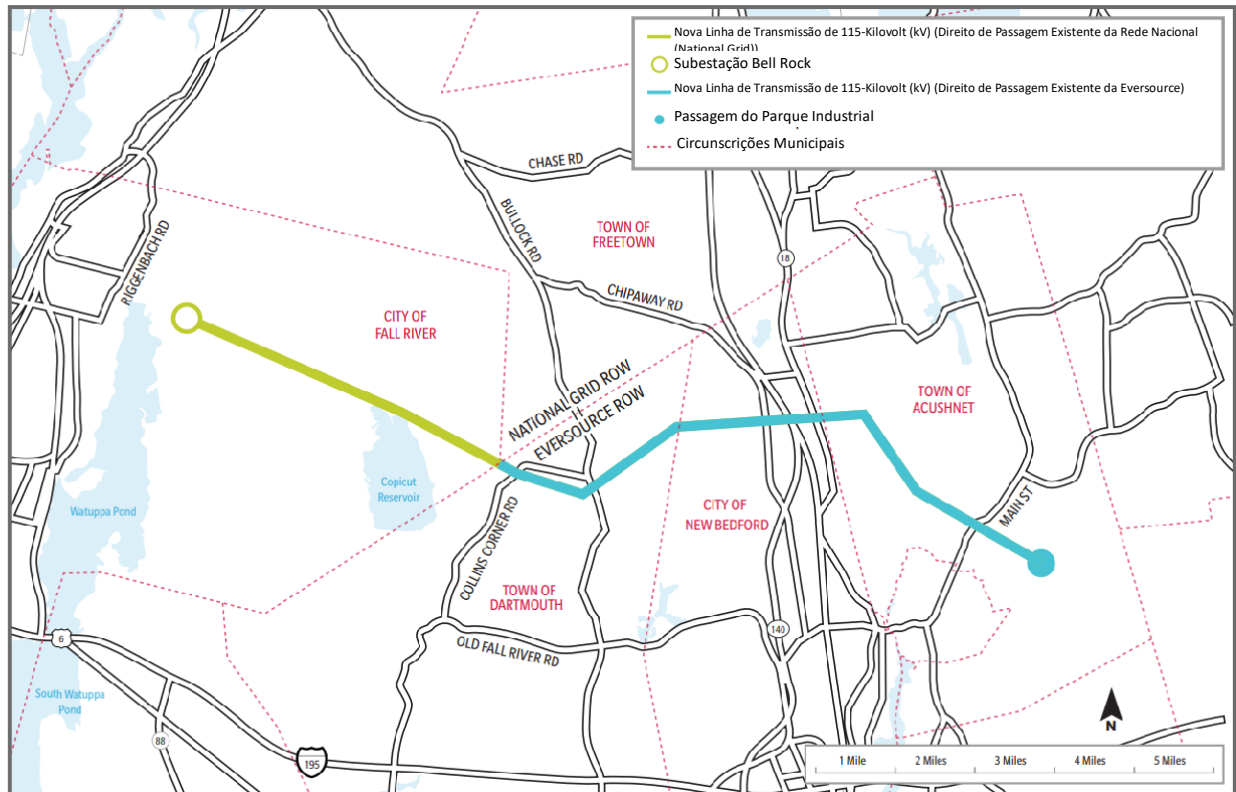 Nova Linha de Transmissão de 115-Kilovolt (kV) (Direito de Passagem Existente da Rede Nacional
(National Grid))
Subestação Bell Rock
Nova Linha de Transmissão de 115-Kilovolt (kV) (Direito de Passagem Existente da Eversource)
Passagem do Parque Industrial
Circunscrições Municipais
CHASE RD
BULLOCK RD
TOWN OF
FREETOWN
18
RIGGENBACH RD
CHIPAWAY RD
CITY OF
FALL RIVER
NATIONAL GRID ROW
EVERSOURCE ROW
TOWN OF
ACUSHNET
Copicut
Reservoir
Watuppa Pond
COLLINS CORNER RD
CITY OF
NEW BEDFORD
MAIN ST
TOWN OF
DARTMOUTH
OLD FALL RIVER RD
140
6
South Watuppa
Pond
88
195
N
1 Mile
2 Miles
3 Miles
4 Miles
5 Miles